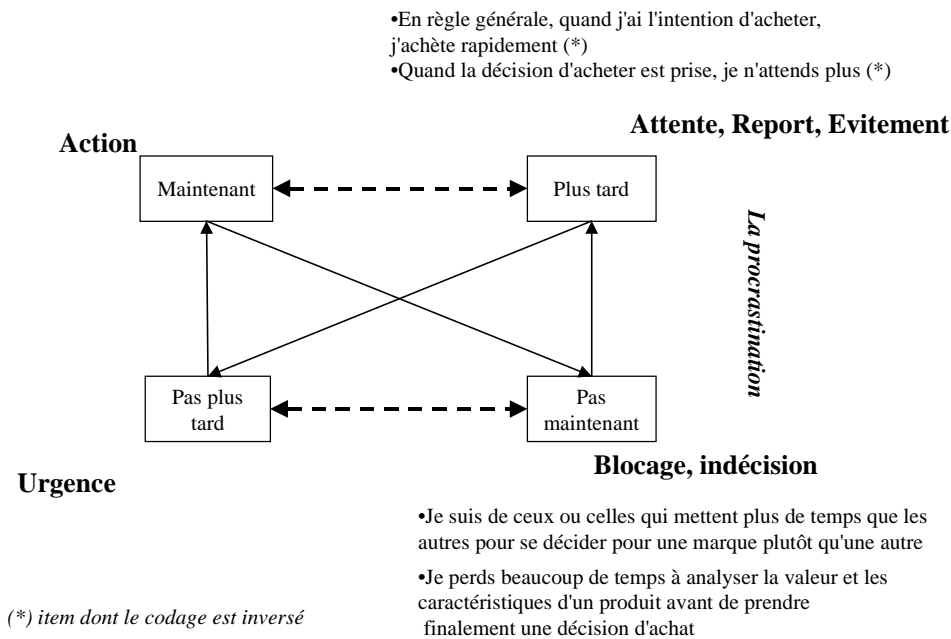 •En règle générale, quand j'ai l'intention d'acheter,
j'achète rapidement (*)
•Quand la décision d'acheter est prise, je n'attends plus (*)
Attente, Report, Evitement
Action
Maintenant
Plus tard
La procrastination
Pas plus
tard
Pas
maintenant
Blocage, indécision
Urgence
•Je suis de ceux ou celles qui mettent plus de temps que les
autres pour se décider pour une marque plutôt qu'une autre
•Je perds beaucoup de temps à analyser la valeur et les
caractéristiques d'un produit avant de prendre
finalement une décision d'achat
(*) item dont le codage est inversé